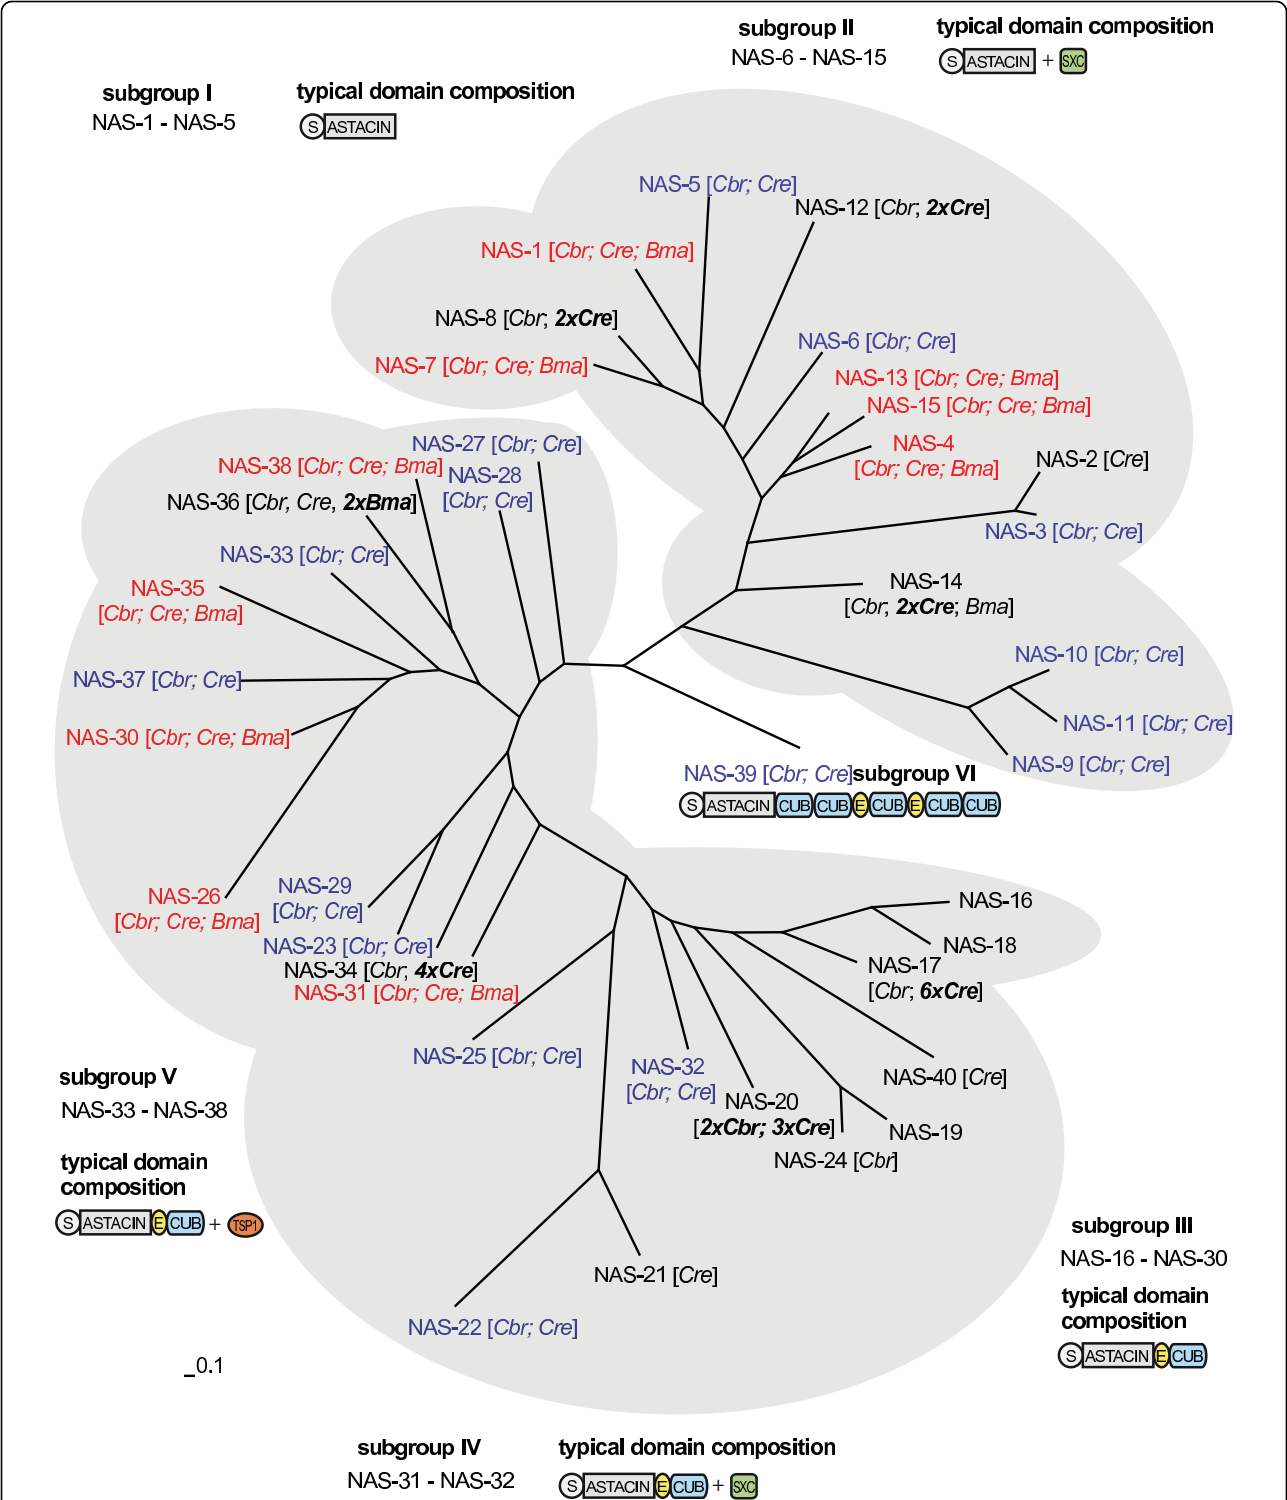 subgroup II
NAS-6 - NAS-15
typical domain composition
S ASTACIN + SXC
subgroup I
NAS-1 - NAS-5
typical domain composition
S ASTACIN
NAS-5 [Cbr; Cre]
NAS-12 [Cbr; 2xCre]
NAS-1 [Cbr; Cre; Bma]
NAS-8 [Cbr; 2xCre]
NAS-6 [Cbr; Cre]
NAS-7 [Cbr; Cre; Bma]
NAS-13 [Cbr; Cre; Bma]
NAS-15 [Cbr; Cre; Bma]
NAS-4
[Cbr; Cre; Bma]
NAS-2 [Cre]
NAS-3 [Cbr; Cre]
NAS-27 [Cbr; Cre]
NAS-38 [Cbr; Cre; Bma]
NAS-28
[Cbr; Cre]
NAS-36 [Cbr, Cre, 2xBma]
NAS-33 [Cbr; Cre]
NAS-35
[Cbr; Cre; Bma]
NAS-14
[Cbr; 2xCre; Bma]
NAS-10 [Cbr; Cre]
NAS-37 [Cbr; Cre]
NAS-11 [Cbr; Cre]
NAS-30 [Cbr; Cre; Bma]
NAS-9 [Cbr; Cre]
NAS-39 [Cbr; Cre] subgroup VI
S ASTACIN CUB CUB E CUB E CUB CUB
NAS-26
[Cbr; Cre; Bma]
NAS-29
[Cbr; Cre]
NAS-23 [Cbr; Cre]
NAS-34 [Cbr; 4xCre]
NAS-31 [Cbr; Cre; Bma]
NAS-16
NAS-18
NAS-17
[Cbr; 6xCre]
NAS-25 [Cbr; Cre]
NAS-32
[Cbr; Cre]
NAS-40 [Cre]
NAS-20
[2xCbr; 3xCre]
NAS-19
NAS-24 [Cbr]
NAS-21 [Cre]
NAS-22 [Cbr; Cre]
subgroup V
NAS-33 - NAS-38
typical domain
composition
S ASTACIN E CUB + TSP1
subgroup III
NAS-16 - NAS-30
typical domain
composition
S ASTACIN E CUB
0.1
subgroup IV
NAS-31 - NAS-32
typical domain composition
S ASTACIN E CUB + SXC